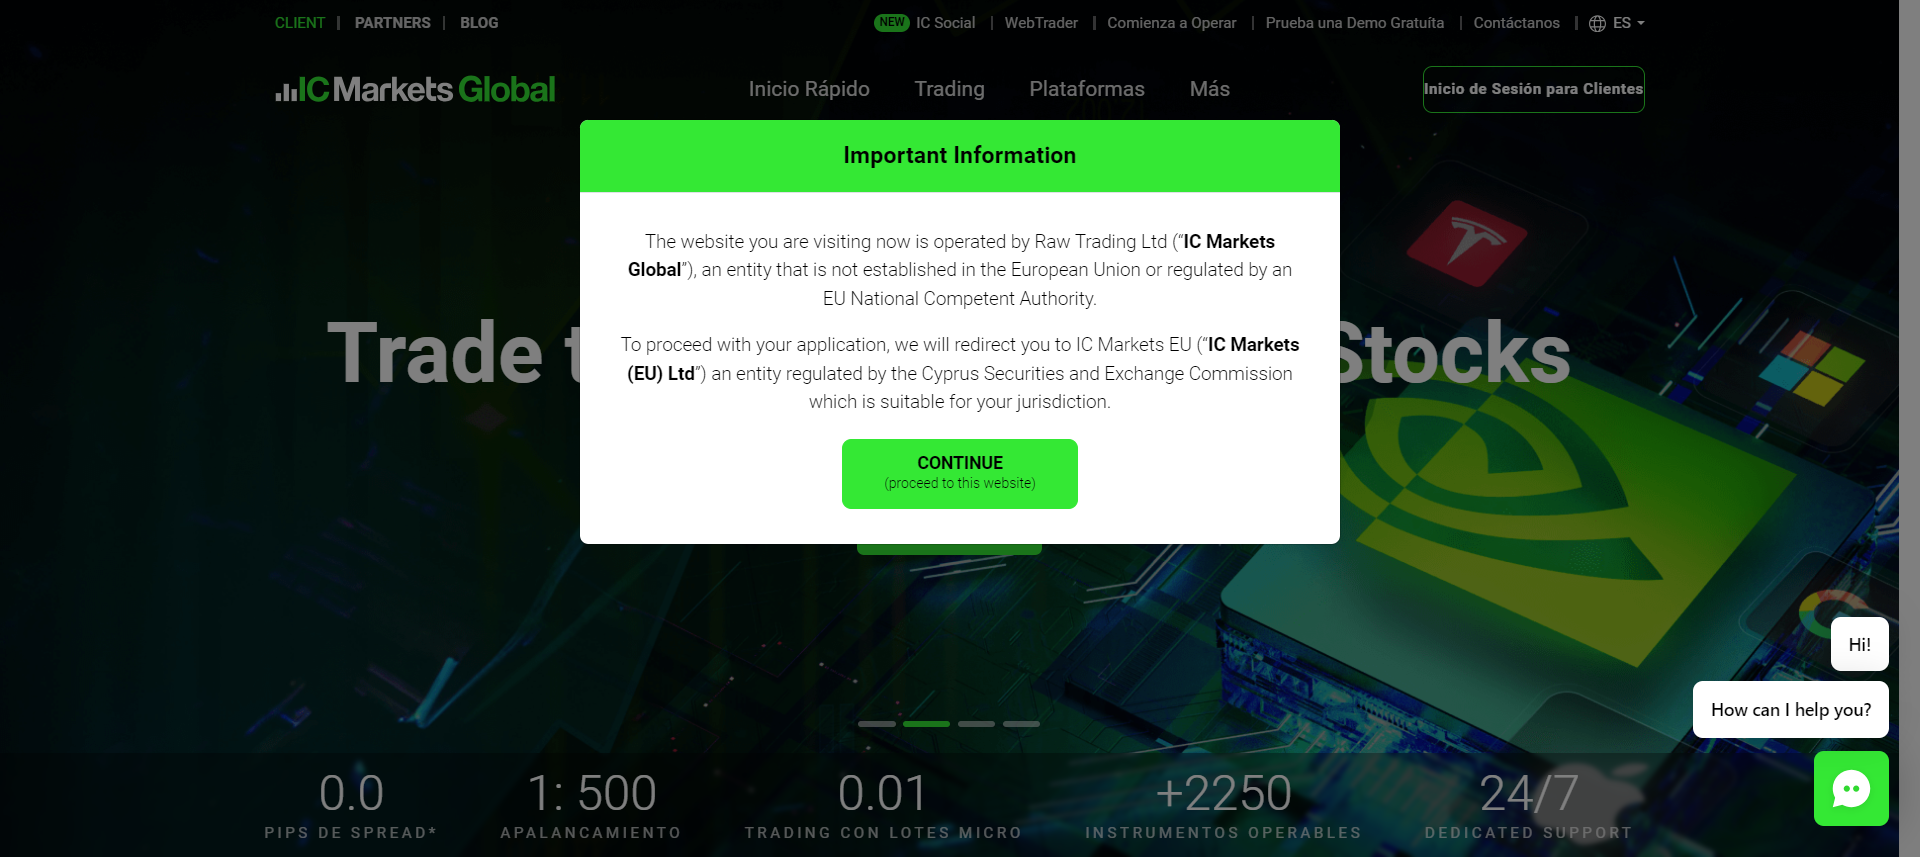 CLIENT | PARTNERS | BLOG
NEW IC Social | WebTrader | Comienza a Operar | Prueba una Demo Gratuíta | Contáctanos | ES
IC Markets Global
Inicio Rápido Trading Plataformas Más
Inicio de Sesión para Clientes
Important Information
The website you are visiting now is operated by Raw Trading Ltd (“IC Markets
Global”), an entity that is not established in the European Union or regulated by an
EU National Competent Authority.
To proceed with your application, we will redirect you to IC Markets EU (“IC Markets
(EU) Ltd”) an entity regulated by the Cyprus Securities and Exchange Commission
which is suitable for your jurisdiction.
CONTINUE
(proceed to this website)
Trade
Stocks
Hi!
How can I help you?
0.0 1: 500 0.01 +2250 24/7
PIPS DE SPREAD* APALANCAMIENTO TRADING CON LOTES MICRO INSTRUMENTOS OPERABLES DEDICATED SUPPORT